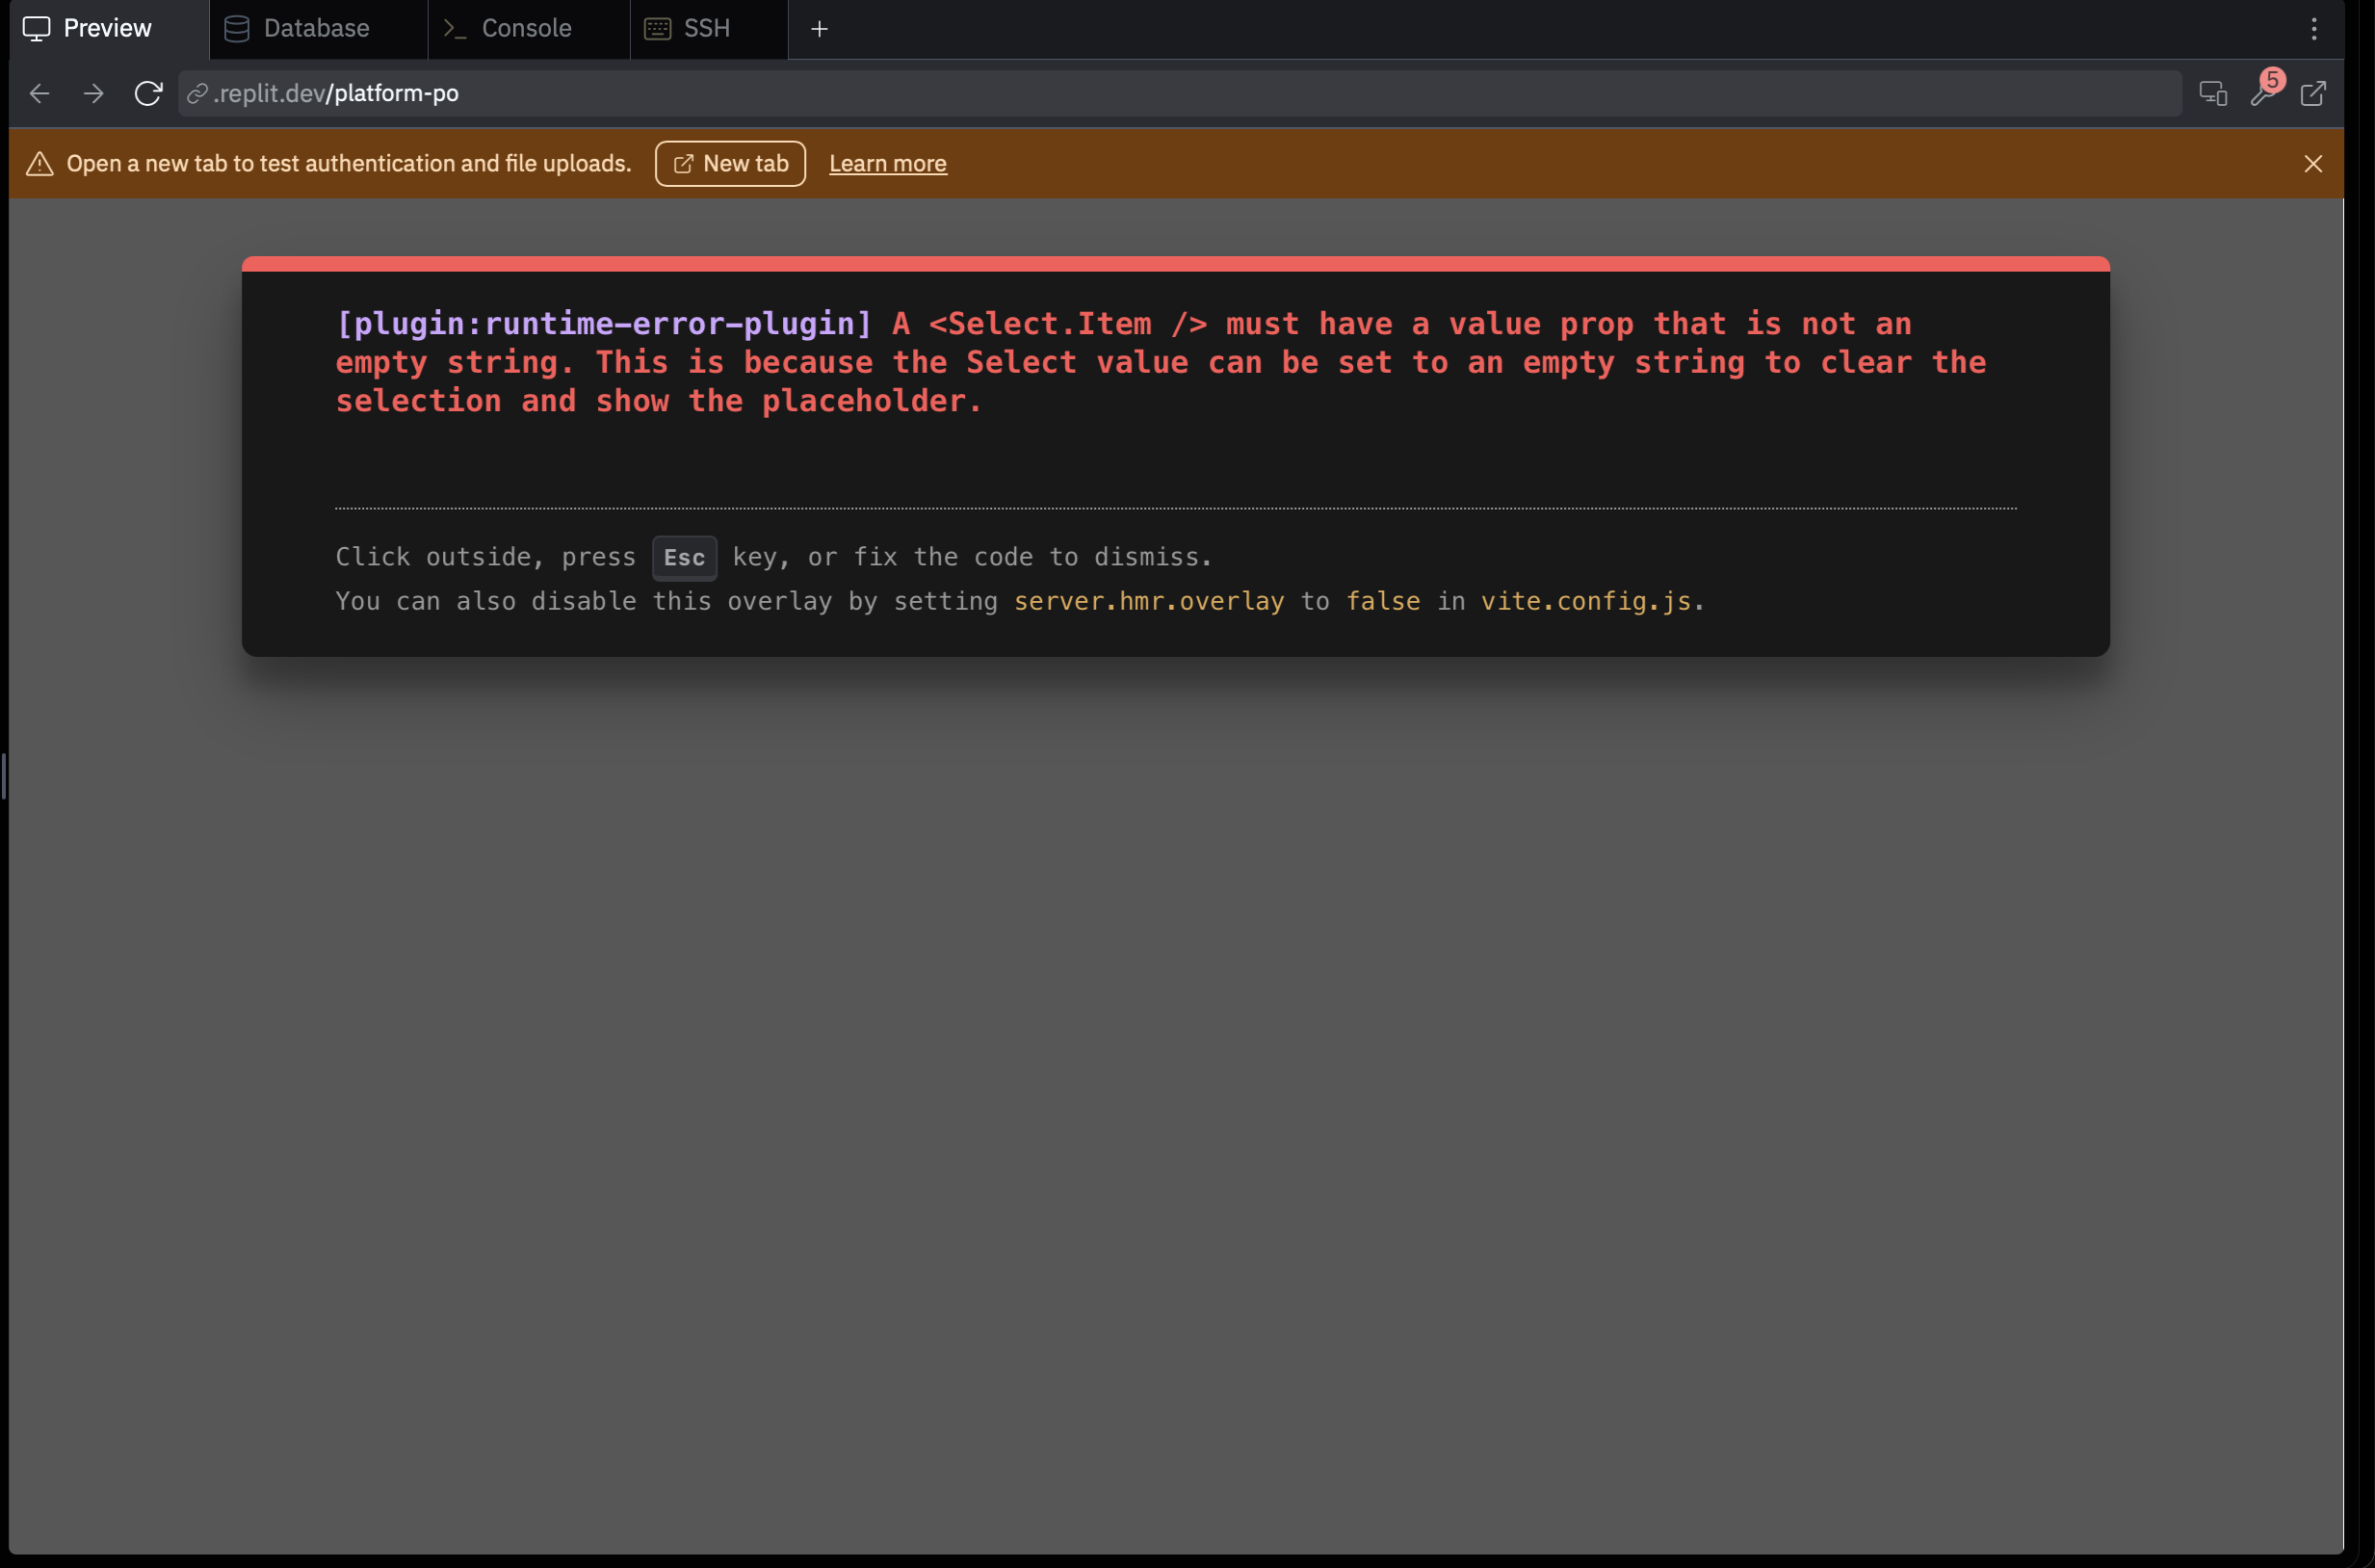 Preview
Database
Console
SSH
.replit.dev/platform-po
5
Open a new tab to test authentication and file uploads. New tab Learn more
[plugin:runtime-error-plugin] A <Select.Item /> must have a value prop that is not an
empty string. This is because the Select value can be set to an empty string to clear the
selection and show the placeholder.
Click outside, press Esc key, or fix the code to dismiss.
You can also disable this overlay by setting server.hmr.overlay to false in vite.config.js.